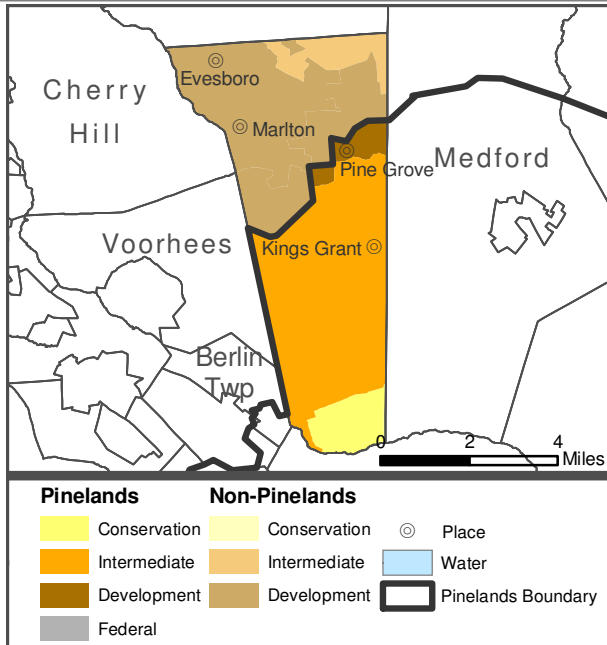 Evesboro
Cherry
Hill
Marlton
Medford
Pine Grove
Voorhees
Kings Grant
Berlin
Twp
0 2 4
Miles
Pinelands Non-Pinelands
Conservation Conservation Place
Intermediate Intermediate Water
Development Development Pinelands Boundary
Federal